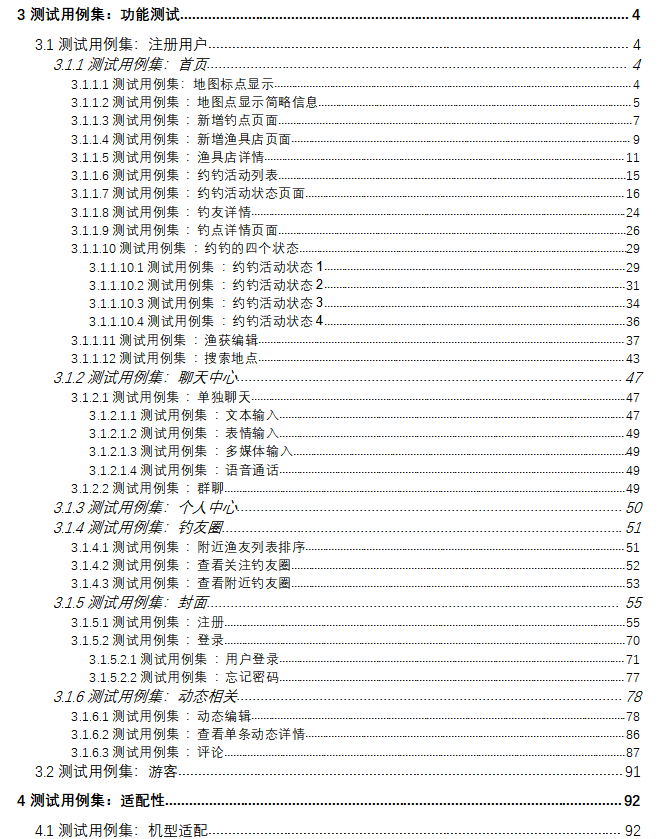 3 测试用例集：功能测试 4
3.1 测试用例集：注册用户 4
3.1.1 测试用例集：首页 4
3.1.1.1 测试用例集：地图标点显示 4
3.1.1.2 测试用例集 ：地图点显示简略信息 5
3.1.1.3 测试用例集 ：新增钓点页面 7
3.1.1.4 测试用例集 ：新增渔具店页面 9
3.1.1.5 测试用例集 ：渔具店详情 11
3.1.1.6 测试用例集 ：约钓活动列表 15
3.1.1.7 测试用例集 ：约钓活动状态页面 16
3.1.1.8 测试用例集 ：钓友详情 24
3.1.1.9 测试用例集 ：钓点详情页面 26
3.1.1.10 测试用例集 ：约钓的四个状态 29
3.1.1.10.1 测试用例集 ：约钓活动状态 1 29
3.1.1.10.2 测试用例集 ：约钓活动状态 2 31
3.1.1.10.3 测试用例集 ：约钓活动状态 3 34
3.1.1.10.4 测试用例集 ：约钓活动状态 4 36
3.1.1.11 测试用例集 ：渔获编辑 37
3.1.1.12 测试用例集 ：搜索地点 43
3.1.2 测试用例集：聊天中心 47
3.1.2.1 测试用例集 ：单独聊天 47
3.1.2.1.1 测试用例集 ：文本输入 47
3.1.2.1.2 测试用例集 ：表情输入 49
3.1.2.1.3 测试用例集 ：多媒体输入 49
3.1.2.1.4 测试用例集 ：语音通话 49
3.1.2.2 测试用例集 ：群聊 49
3.1.3 测试用例集：个人中心 50
3.1.4 测试用例集：钓友圈 51
3.1.4.1 测试用例集 ：附近渔友列表排序 51
3.1.4.2 测试用例集 ：查看关注钓友圈 52
3.1.4.3 测试用例集 ：查看附近钓友圈 53
3.1.5 测试用例集：封面 55
3.1.5.1 测试用例集 ：注册 55
3.1.5.2 测试用例集 ：登录 70
3.1.5.2.1 测试用例集 ：用户登录 71
3.1.5.2.2 测试用例集 ：忘记密码 77
3.1.6 测试用例集：动态相关 78
3.1.6.1 测试用例集 ：动态编辑 78
3.1.6.2 测试用例集 ：查看单条动态详情 86
3.1.6.3 测试用例集 ：评论 87
3.2 测试用例集：游客 91
4 测试用例集：适配性 92
4.1 测试用例集：机型适配 92